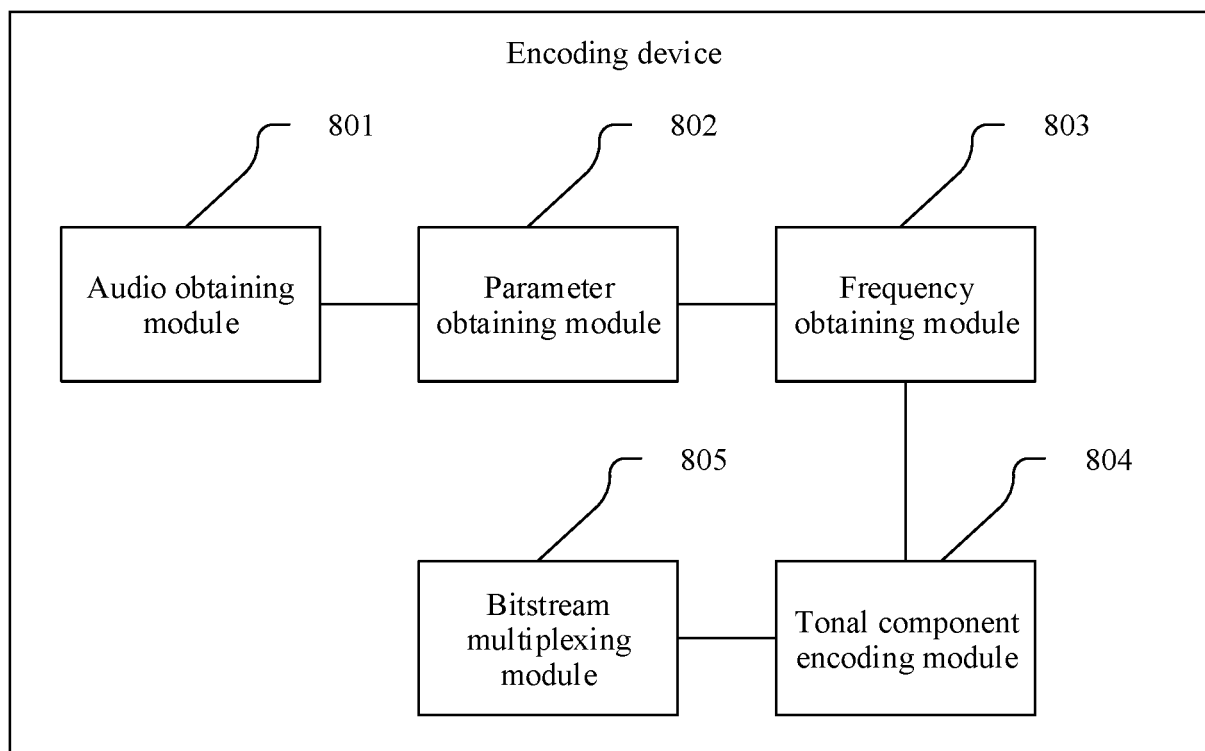 Encoding device
801
802
803
Audio obtaining
module
Parameter
obtaining module
Frequency
obtaining module
805
804
Bitstream
multiplexing
module
Tonal component
encoding module